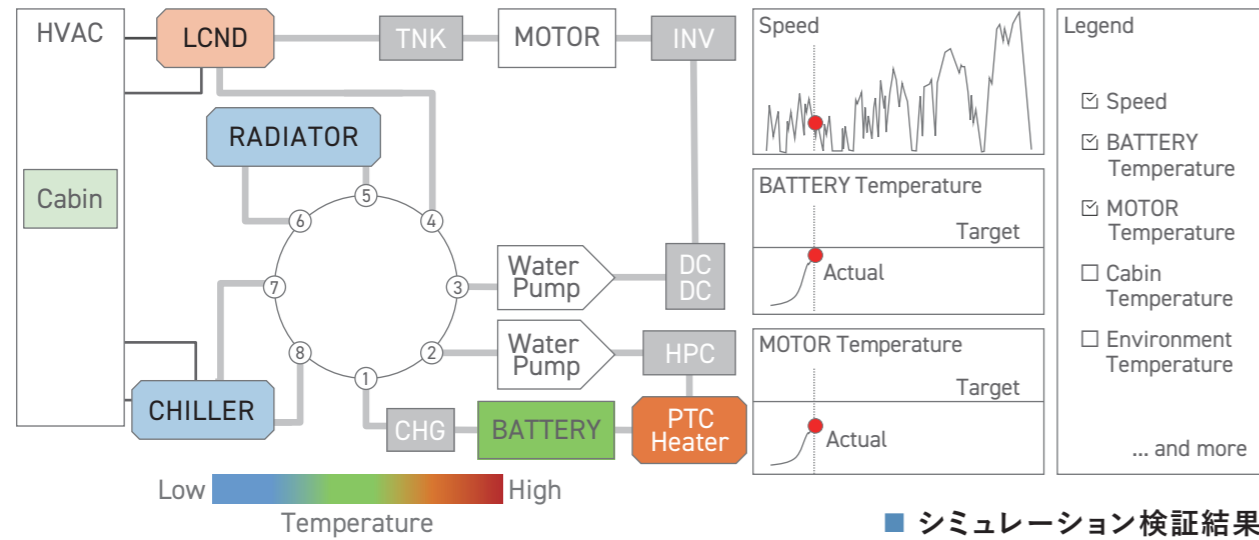 HVAC
LCND
TNK
MOTOR
INV
RADIATOR
Cabin
5
6
4
7
3
8
2
1
Water
Pump
DC
DC
Water
Pump
HPC
CHILLER
CHG
BATTERY
PTC
Heater
Low
High
Temperature
Speed
BATTERY Temperature
Target
Actual
MOTOR Temperature
Target
Actual
Legend
Speed
BATTERY
Temperature
MOTOR
Temperature
Cabin
Temperature
Environment
Temperature
... and more
■ シミュレーション検証結果